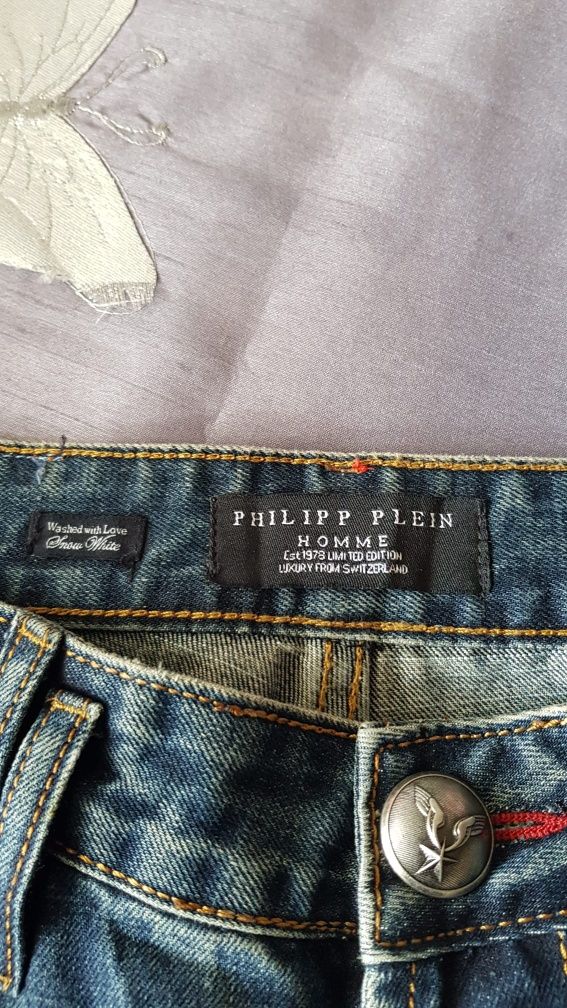 Washed with Love
Snow White
PHILIPP PLEIN
HOMME
Est 1978 LIMITED EDITION
LUXURY FROM SWITZERLAND